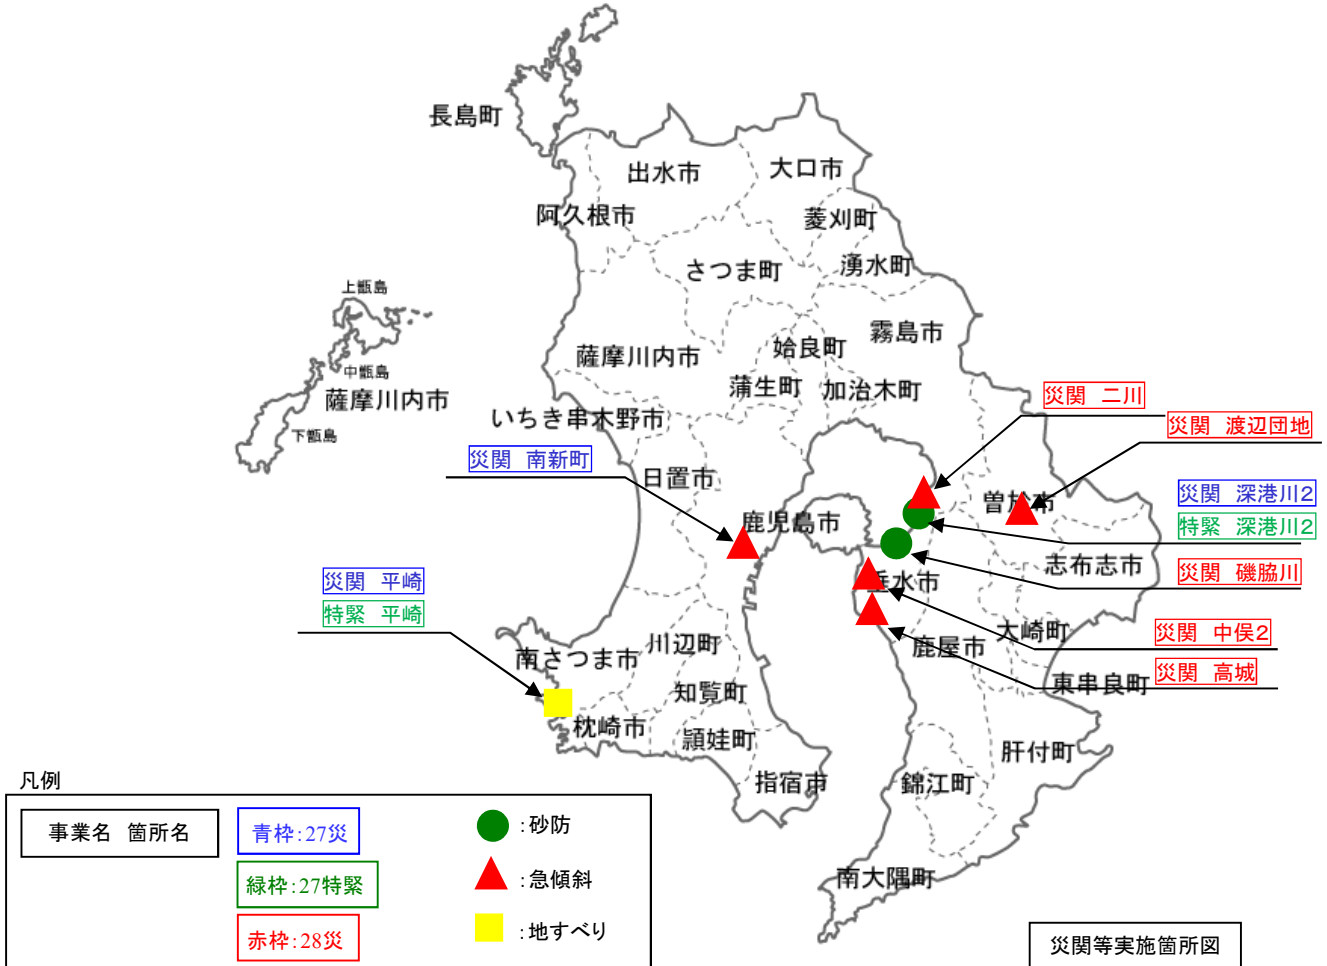 長島町
出水市
大口市
阿久根市
菱刈町
さつま町
湧水町
上甑島
霧島市
薩摩川内市
姶良町
中甑島
薩摩川内市
蒲生町
加治木町
災関 二川
いちき串木野市
災関 渡辺団地
下甑島
災関 南新町
日置市
曽於市
災関 深港川2
鹿児島市
特緊 深港川2
志布志市
災関 磯脇川
災関 平崎
垂水市
特緊 平崎
大崎町
災関 中俣2
川辺町
鹿屋市
南さつま市
災関 高城
東串良町
知覧町
枕崎市
頴娃町
肝付町
指宿市
錦江町
南大隅町
凡例
事業名 箇所名
青枠:27災
緑枠:27特緊
赤枠:28災
:砂防
:急傾斜
:地すべり
災関等実施箇所図